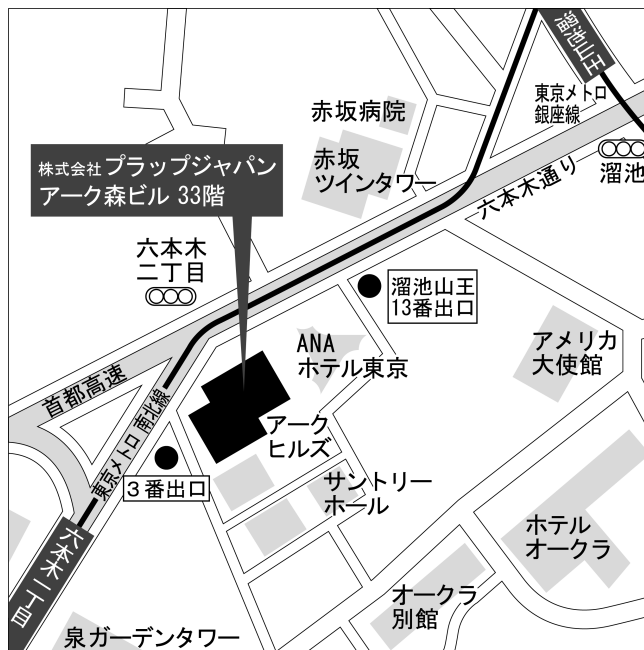 溜池山王
東京メトロ
銀座線
赤坂病院
溜池
株式会社プラップジャパン
アーク森ビル 33階
赤坂
ツインタワー
六本木通り
六本木
二丁目
溜池山王
13番出口
ANA
ホテル東京
アメリカ
大使館
首都高速
東京メトロ 南北線
アーク
ヒルズ
3番出口
サントリー
ホール
ホテル
オークラ
六本木一丁目
オークラ
別館
泉ガーデンタワー